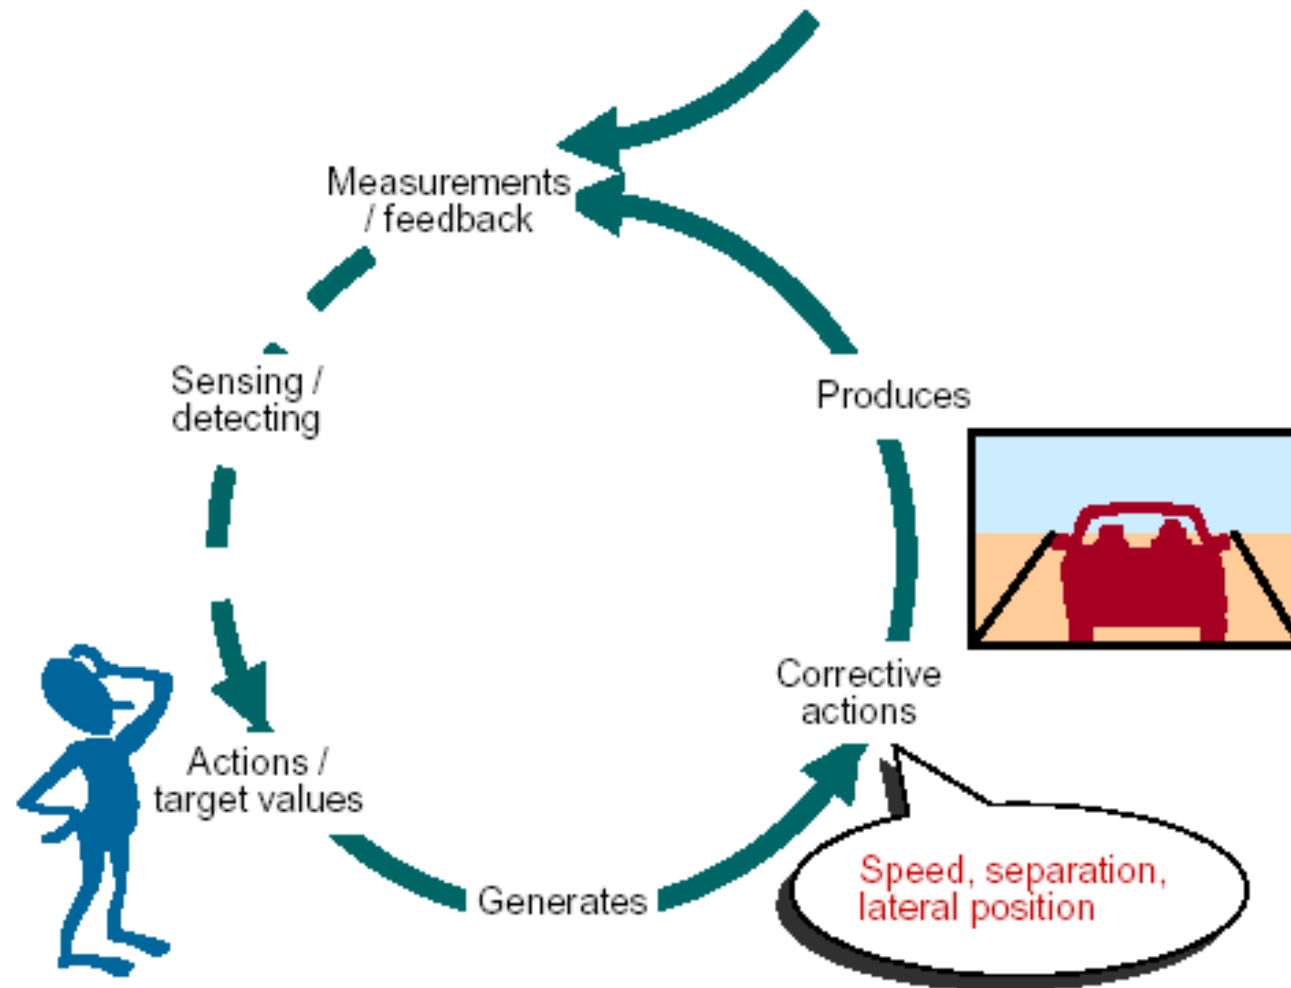 Measurements
/ feedback
Sensing /
detecting
Produces
Corrective
actions
Actions /
target values
Generates
Speed, separation,
lateral position